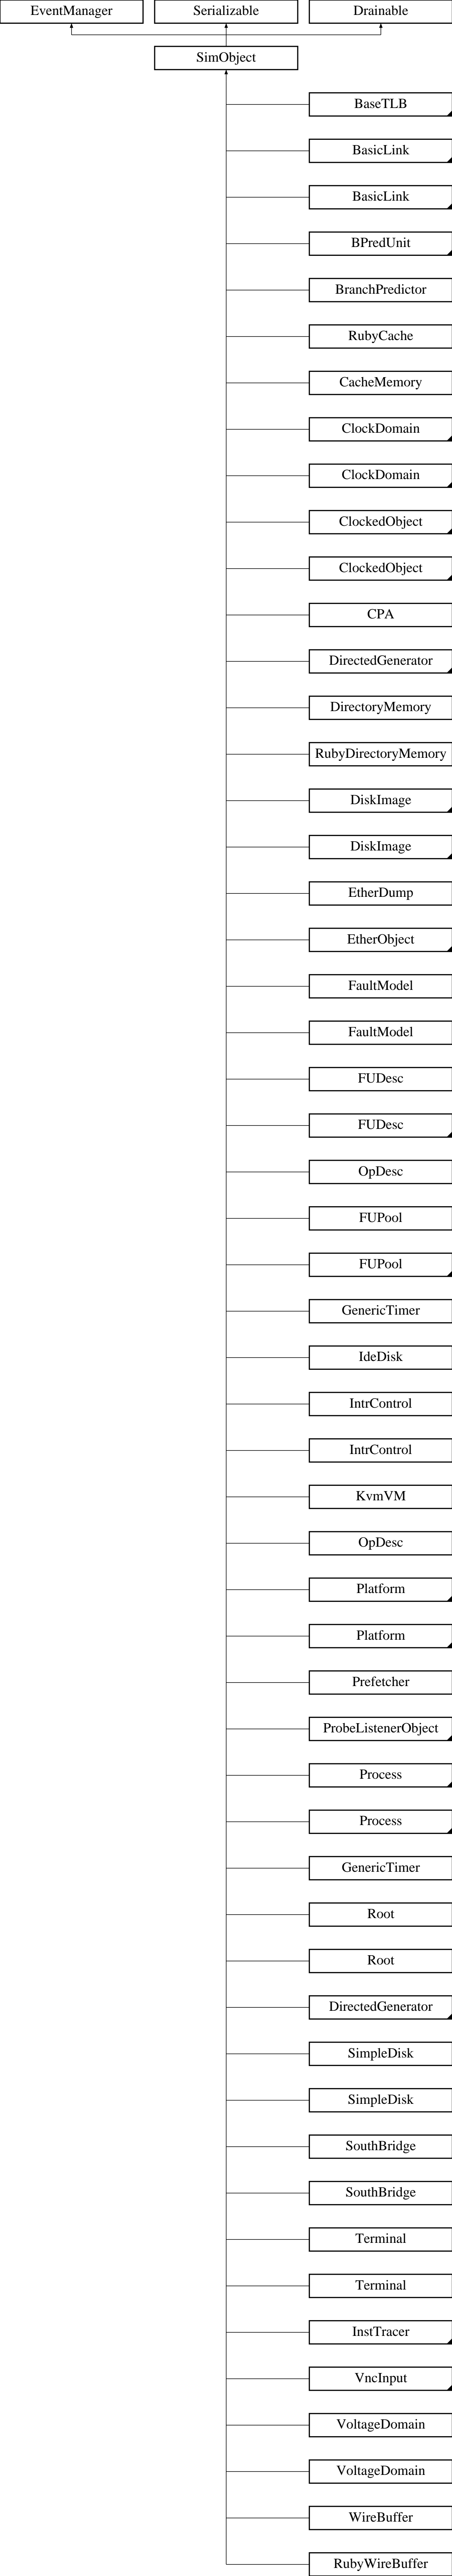 EventManager
Serializable
Drainable
SimObject
BaseTLB
BasicLink
BasicLink
BPredUnit
BranchPredictor
RubyCache
CacheMemory
ClockDomain
ClockDomain
ClockedObject
ClockedObject
CPA
DirectedGenerator
DirectoryMemory
RubyDirectoryMemory
DiskImage
DiskImage
EtherDump
EtherObject
FaultModel
FaultModel
FUDesc
FUDesc
OpDesc
FUPool
FUPool
GenericTimer
IdeDisk
IntrControl
IntrControl
KvmVM
OpDesc
Platform
Platform
Prefetcher
ProbeListenerObject
Process
Process
GenericTimer
Root
Root
DirectedGenerator
SimpleDisk
SimpleDisk
SouthBridge
SouthBridge
Terminal
Terminal
InstTracer
VncInput
VoltageDomain
VoltageDomain
WireBuffer
RubyWireBuffer